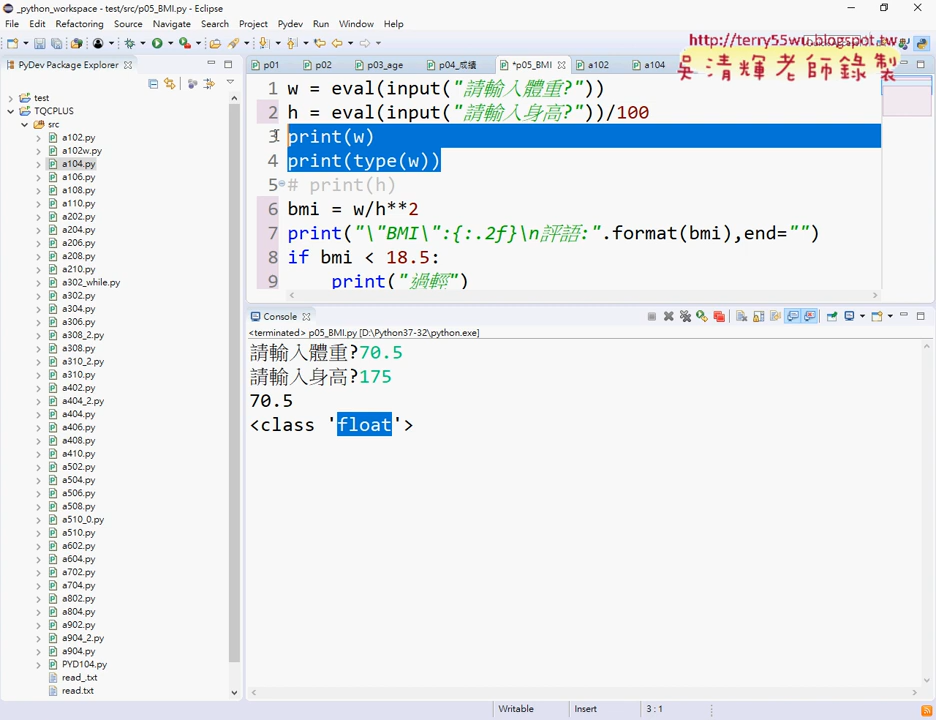 _python_workspace - test/src/p05_BMI.py - Eclipse
File Edit Refactoring Source Navigate Search Project Pydev Run Window Help
http://terry55wu.blogspot.tw
吳清輝老師錄製
PyDev Package Explorer
p01 p02 p03_age p04_成績 *p05_BMI a102 a104
test
TQCPLUS
src
a102.py
a102w.py
a104.py
a106.py
a108.py
a110.py
a202.py
a204.py
a206.py
a208.py
a210.py
a302_while.py
a302.py
a304.py
a306.py
a308_2.py
a308.py
a310_2.py
a310.py
a402.py
a404_2.py
a404.py
a406.py
a408.py
a410.py
a502.py
a504.py
a506.py
a508.py
a510_0.py
a510.py
a602.py
a604.py
a702.py
a704.py
a802.py
a804.py
a902.py
a904_2.py
a904.py
PYD104.py
read_.txt
read.txt
1 w = eval(input("請輸入體重?"))
2 h = eval(input("請輸入身高?"))/100
3 print(w)
4 print(type(w))
5 # print(h)
6 bmi = w/h**2
7 print("\"BMI\":{:.2f}\n評語:".format(bmi),end="")
8 if bmi < 18.5:
9 print("過輕")
Console
<terminated> p05_BMI.py [D:\Python37-32\python.exe]
請輸入體重?70.5
請輸入身高?175
70.5
<class 'float'>
Writable Insert 3 : 1